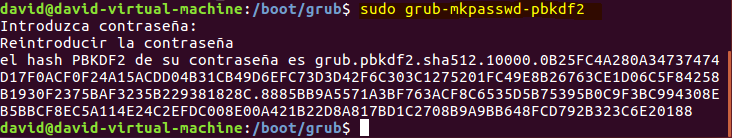 david@david-virtual-machine:/boot/grub$ sudo grub-mkpasswd-pbkdf2
Introduzca contraseña:
Reintroducir la contraseña
el hash PBKDF2 de su contraseña es grub.pbkdf2.sha512.10000.0B25FC4A280A34737474
D17F0ACF0F24A15ACDD04B31CB49D6EFC73D3D42F6C303C1275201FC49E8B26763CE1D06C5F84258
B1930F2375BAF3235B229381828C.8885BB9A5571A3BF763ACF8C6535D5B75395B0C9F3BC994308E
B5BBCF8EC5A114E24C2EFDC008E00A421B22D8A817BD1C2708B9A9BB648FCD792B323C6E20188
david@david-virtual-machine:/boot/grub$